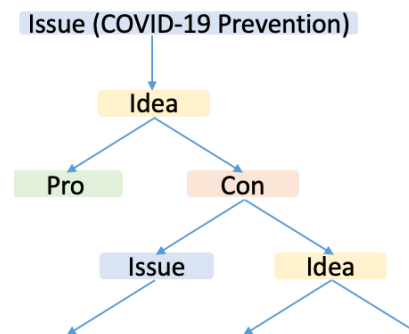 Issue (COVID-19 Prevention)
Idea
Pro
Con
Issue
Idea